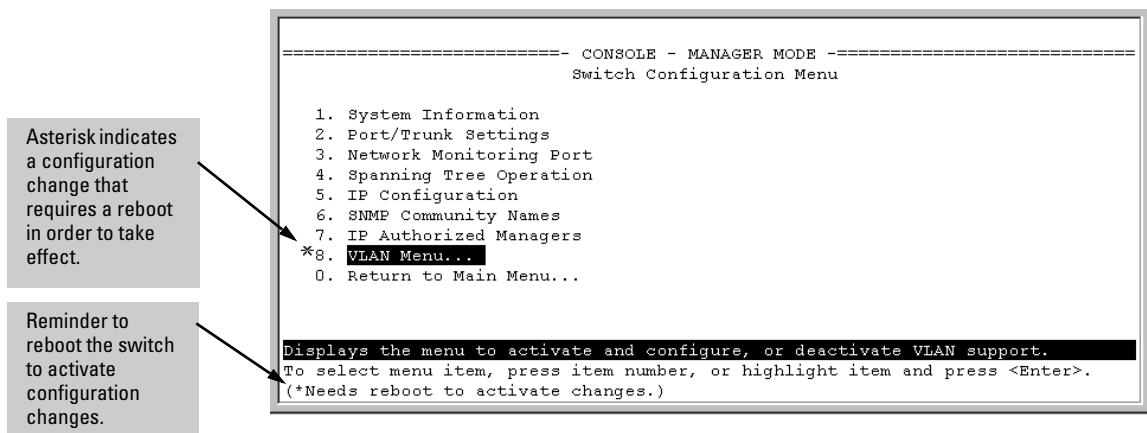 ==========================- CONSOLE - MANAGER MODE -============================
Switch Configuration Menu
1. System Information
2. Port/Trunk Settings
3. Network Monitoring Port
4. Spanning Tree Operation
5. IP Configuration
6. SNMP Community Names
7. IP Authorized Managers
*8. VLAN Menu...
0. Return to Main Menu...
Displays the menu to activate and configure, or deactivate VLAN support.
To select menu item, press item number, or highlight item and press <Enter>.
(*Needs reboot to activate changes.)
Asterisk indicates
a configuration
change that
requires a reboot
in order to take
effect.
Reminder to
reboot the switch
to activate
configuration
changes.